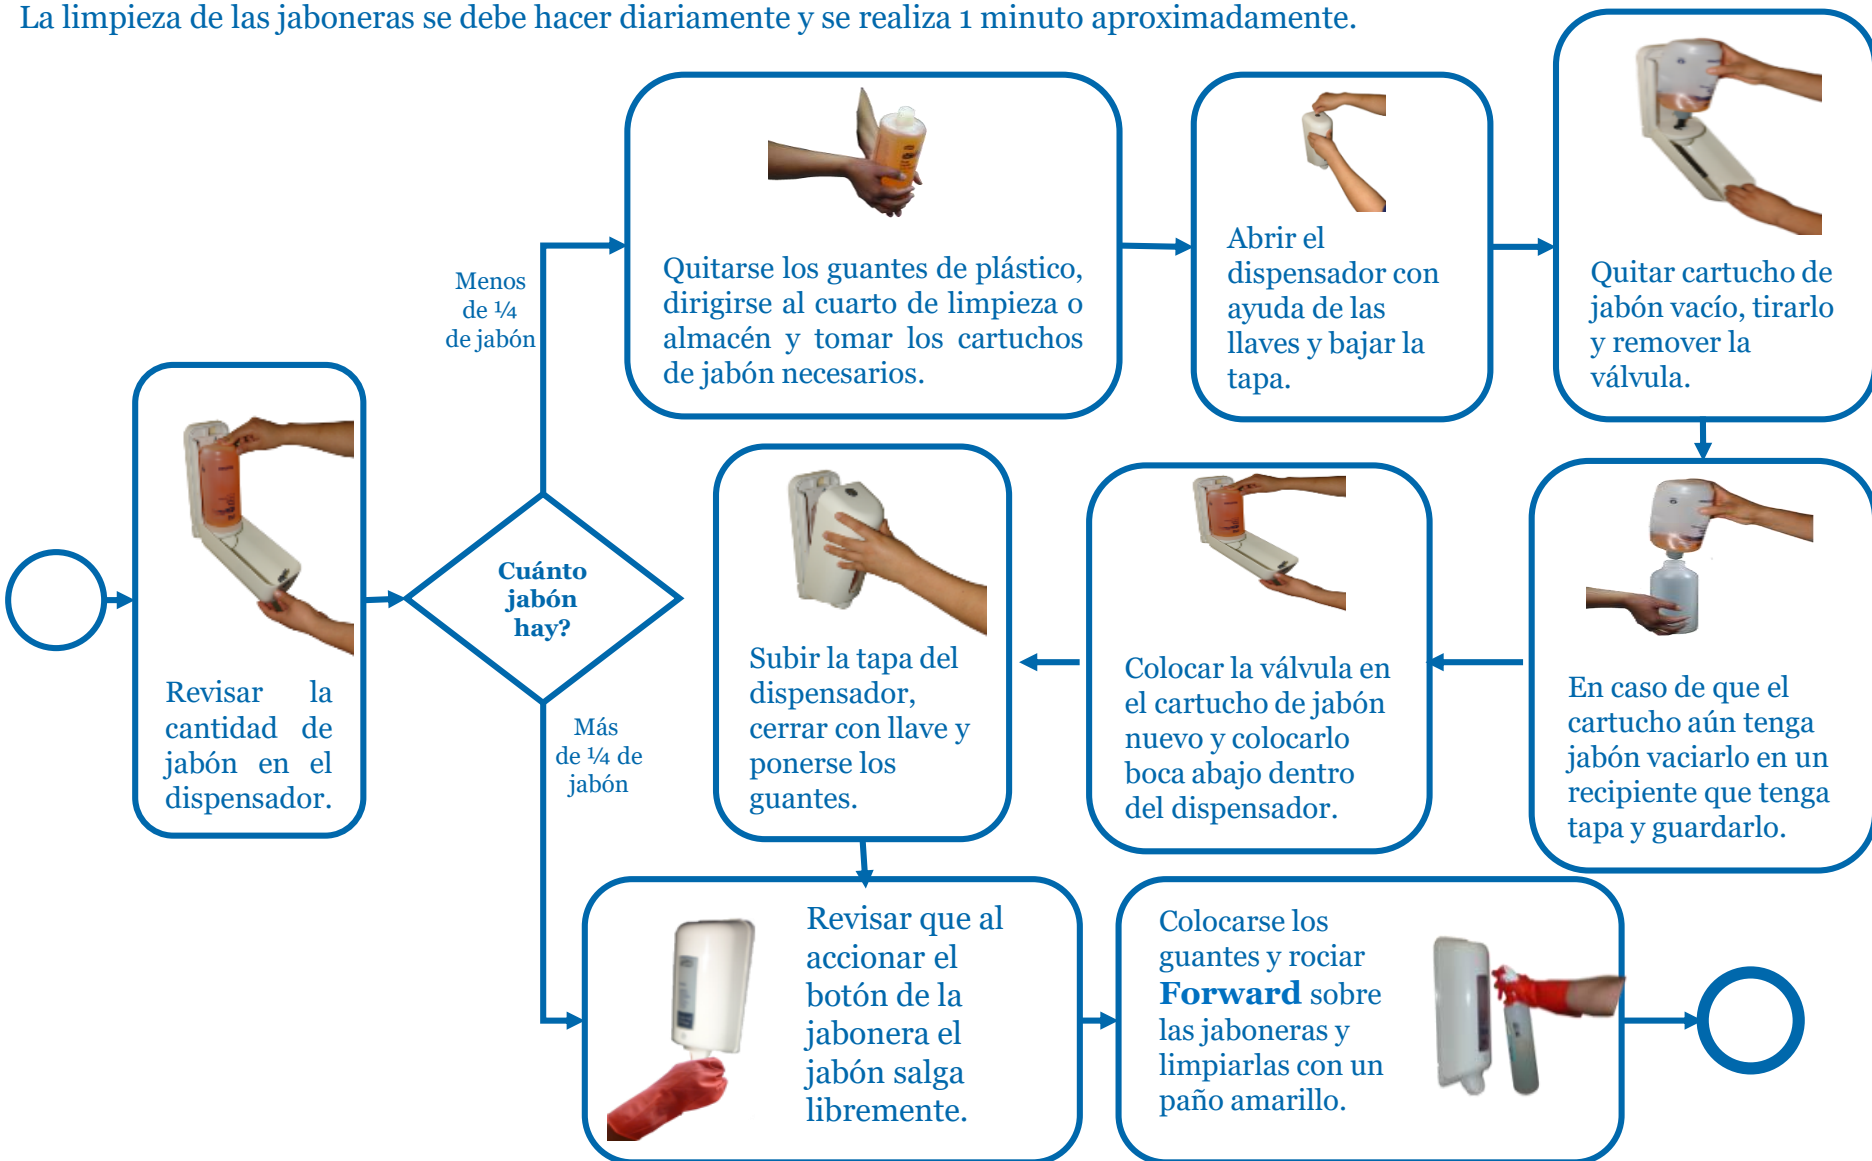 La limpieza de las jaboneras se debe hacer diariamente y se realiza 1 minuto aproximadamente.
Revisar la
cantidad de
jabón en el
dispensador.
Cuánto
jabón
hay?
Menos
de ¼
de jabón
Quitarse los guantes de plástico,
dirigirse al cuarto de limpieza o
almacén y tomar los cartuchos
de jabón necesarios.
Abrir el
dispensador con
ayuda de las
llaves y bajar la
tapa.
Quitar cartucho de
jabón vacío, tirarlo
y remover la
válvula.
En caso de que el
cartucho aún tenga
jabón vaciarlo en un
recipiente que tenga
tapa y guardarlo.
Colocar la válvula en
el cartucho de jabón
nuevo y colocarlo
boca abajo dentro
del dispensador.
Subir la tapa del
dispensador,
cerrar con llave y
ponerse los
guantes.
Más
de ¼ de
jabón
Revisar que al
accionar el
botón de la
jabonera el
jabón salga
libremente.
Colocarse los
guantes y rociar
Forward sobre
las jaboneras y
limpiarlas con un
paño amarillo.